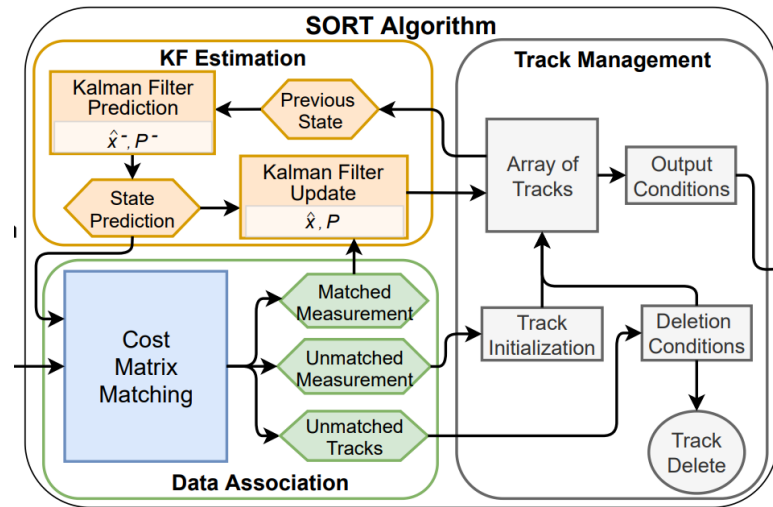 SORT Algorithm
KF Estimation
Kalman Filter
Prediction
x̂⁻, P⁻
Previous
State
State
Prediction
Kalman Filter
Update
x̂, P
Track Management
Array of
Tracks
Output
Conditions
Track
Initialization
Deletion
Conditions
Track
Delete
Cost
Matrix
Matching
Matched
Measurement
Unmatched
Measurement
Unmatched
Tracks
Data Association